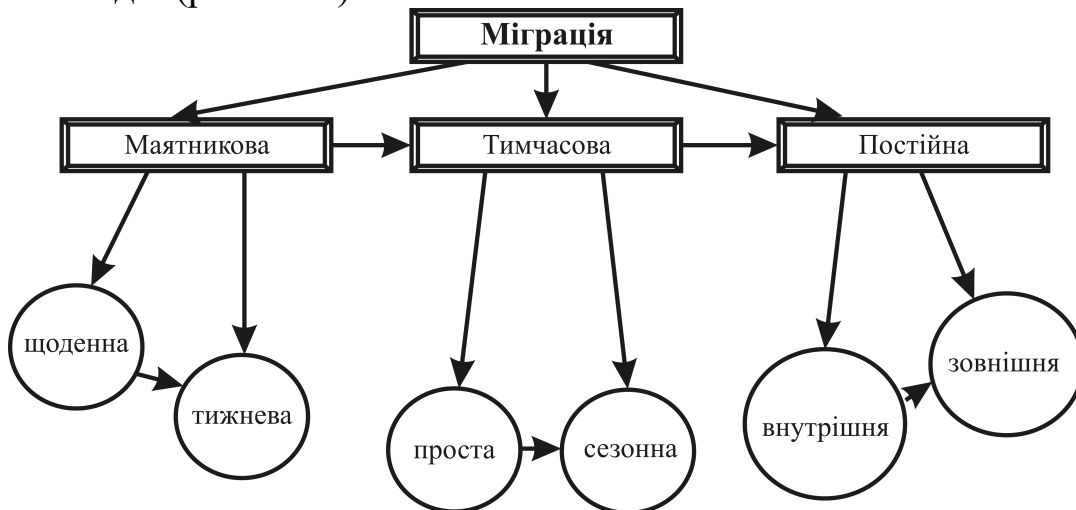 Міграція
Маятникова
Тимчасова
Постійна
щоденна
тижнева
проста
сезонна
внутрішня
зовнішня